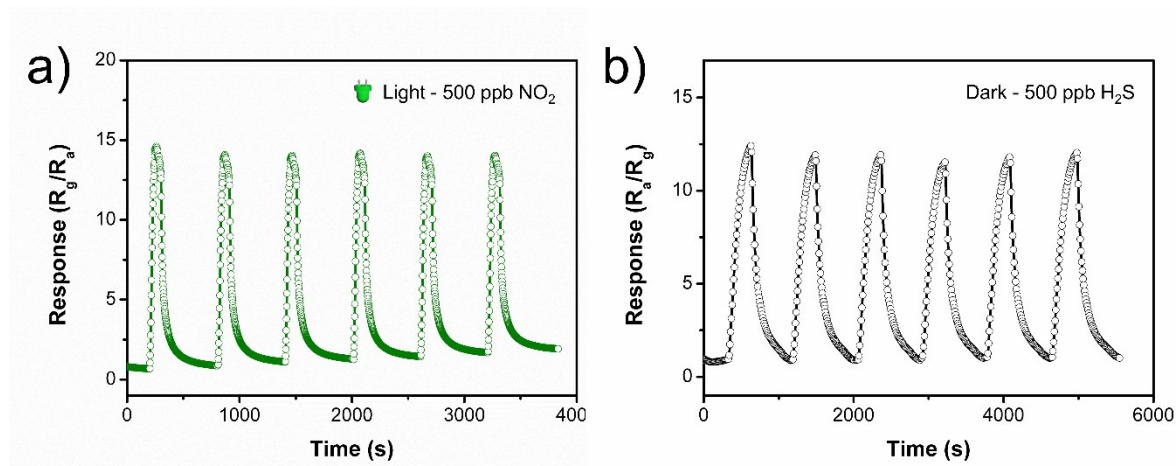 a)
Light - 500 ppb NO₂
Response (Rg/Ra)
20
15
10
5
0
0 1000 2000 3000 400
Time (s)
b)
Dark - 500 ppb H₂S
Response (Ra/Rg)
15
10
5
0
0 2000 4000 6000
Time (s)